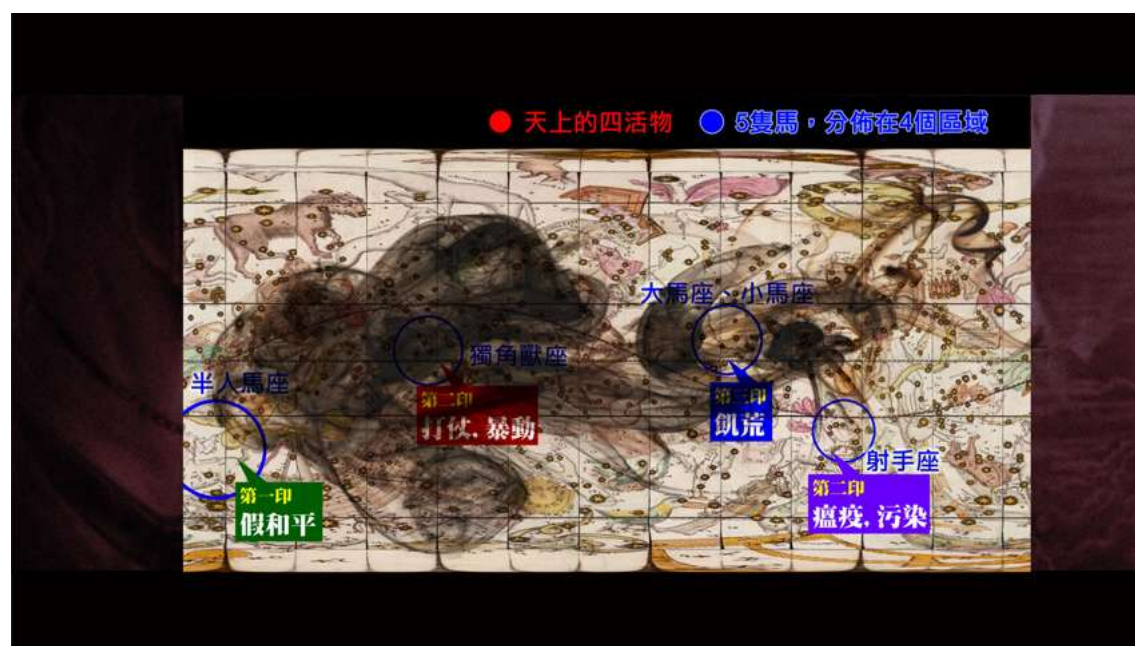 天上的四活物
5隻馬，分佈在4個區域
大馬座、小馬座
獨角獸座
半人馬座
第二印
打仗.暴動
第三印
飢荒
射手座
第一印
假和平
第二印
瘟疫.污染